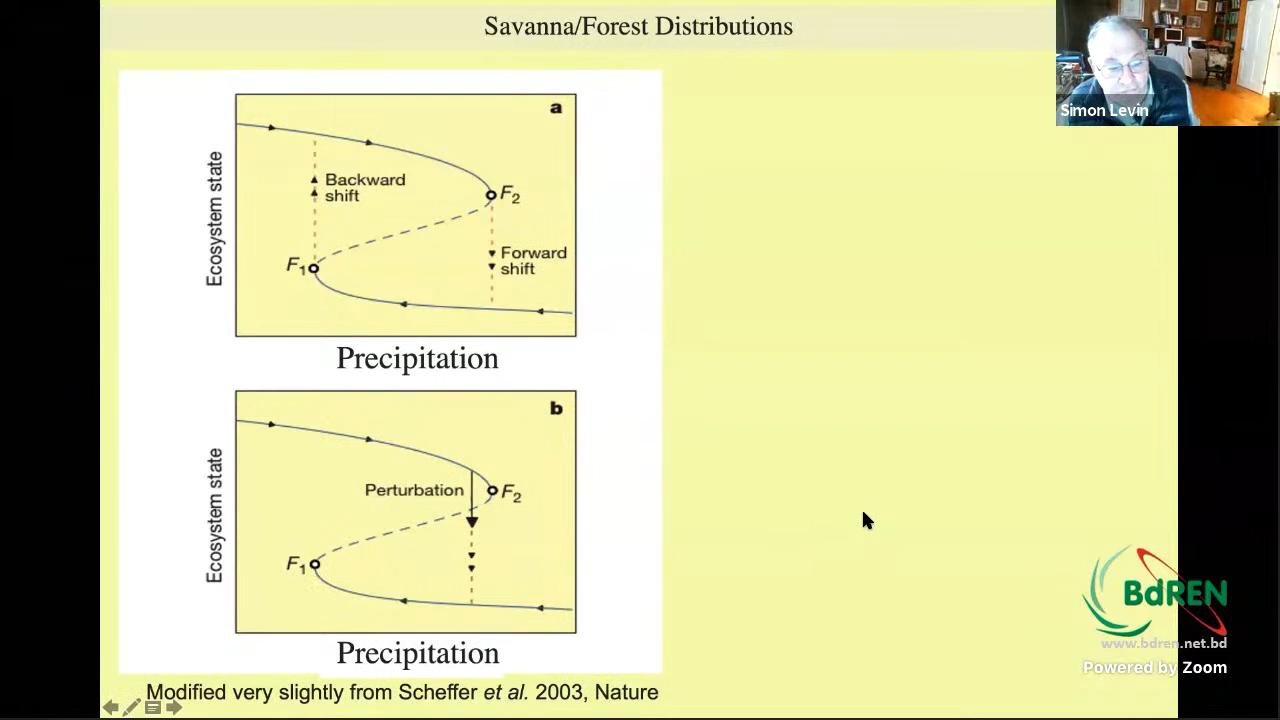 Savanna/Forest Distributions
Simon Levin
a
Ecosystem state
Backward
shift
F2
F1
Forward
shift
Precipitation
b
Ecosystem state
Perturbation
F2
F1
Precipitation
Modified very slightly from Scheffer et al. 2003, Nature
BdREN
www.bdren.net.bd
Powered by Zoom